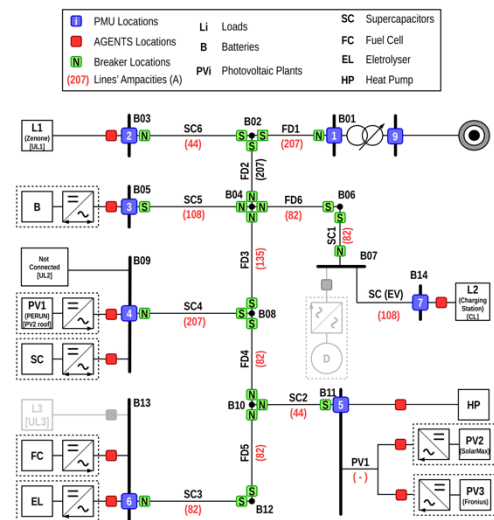 i PMU Locations
AGENTS Locations
N Breaker Locations
(207) Lines' Ampacities (A)
Li Loads
B Batteries
PVi Photovoltaic Plants
SC Supercapacitors
FC Fuel Cell
EL Eletrolyser
HP Heat Pump
L1
(Zenone)
[UL1]
B03
2
N
SC6
(44)
S
B02
S
S
FD1
(207)
N
1
B01
9
FD2
(207)
B
B05
3
S
SC5
(108)
B04
N
N
N
N
FD6
(82)
S
B06
S
SC1
(82)
N
B07
Not
Connected
[UL2]
B09
FD3
(135)
PV1
(PERUN)
[PV2 roof]
4
N
SC4
(207)
S
S
S
B08
SC
D
SC (EV)
(108)
B14
7
L2
(Charging
Station)
[CL]
FD4
(82)
L3
[UL3]
B13
B10
N
N
N
SC2
(44)
B11
S
5
HP
FC
FD5
(82)
PV1
( - )
PV2
(SolarMax)
EL
6
N
SC3
(82)
S
S
B12
PV3
(Fronius)